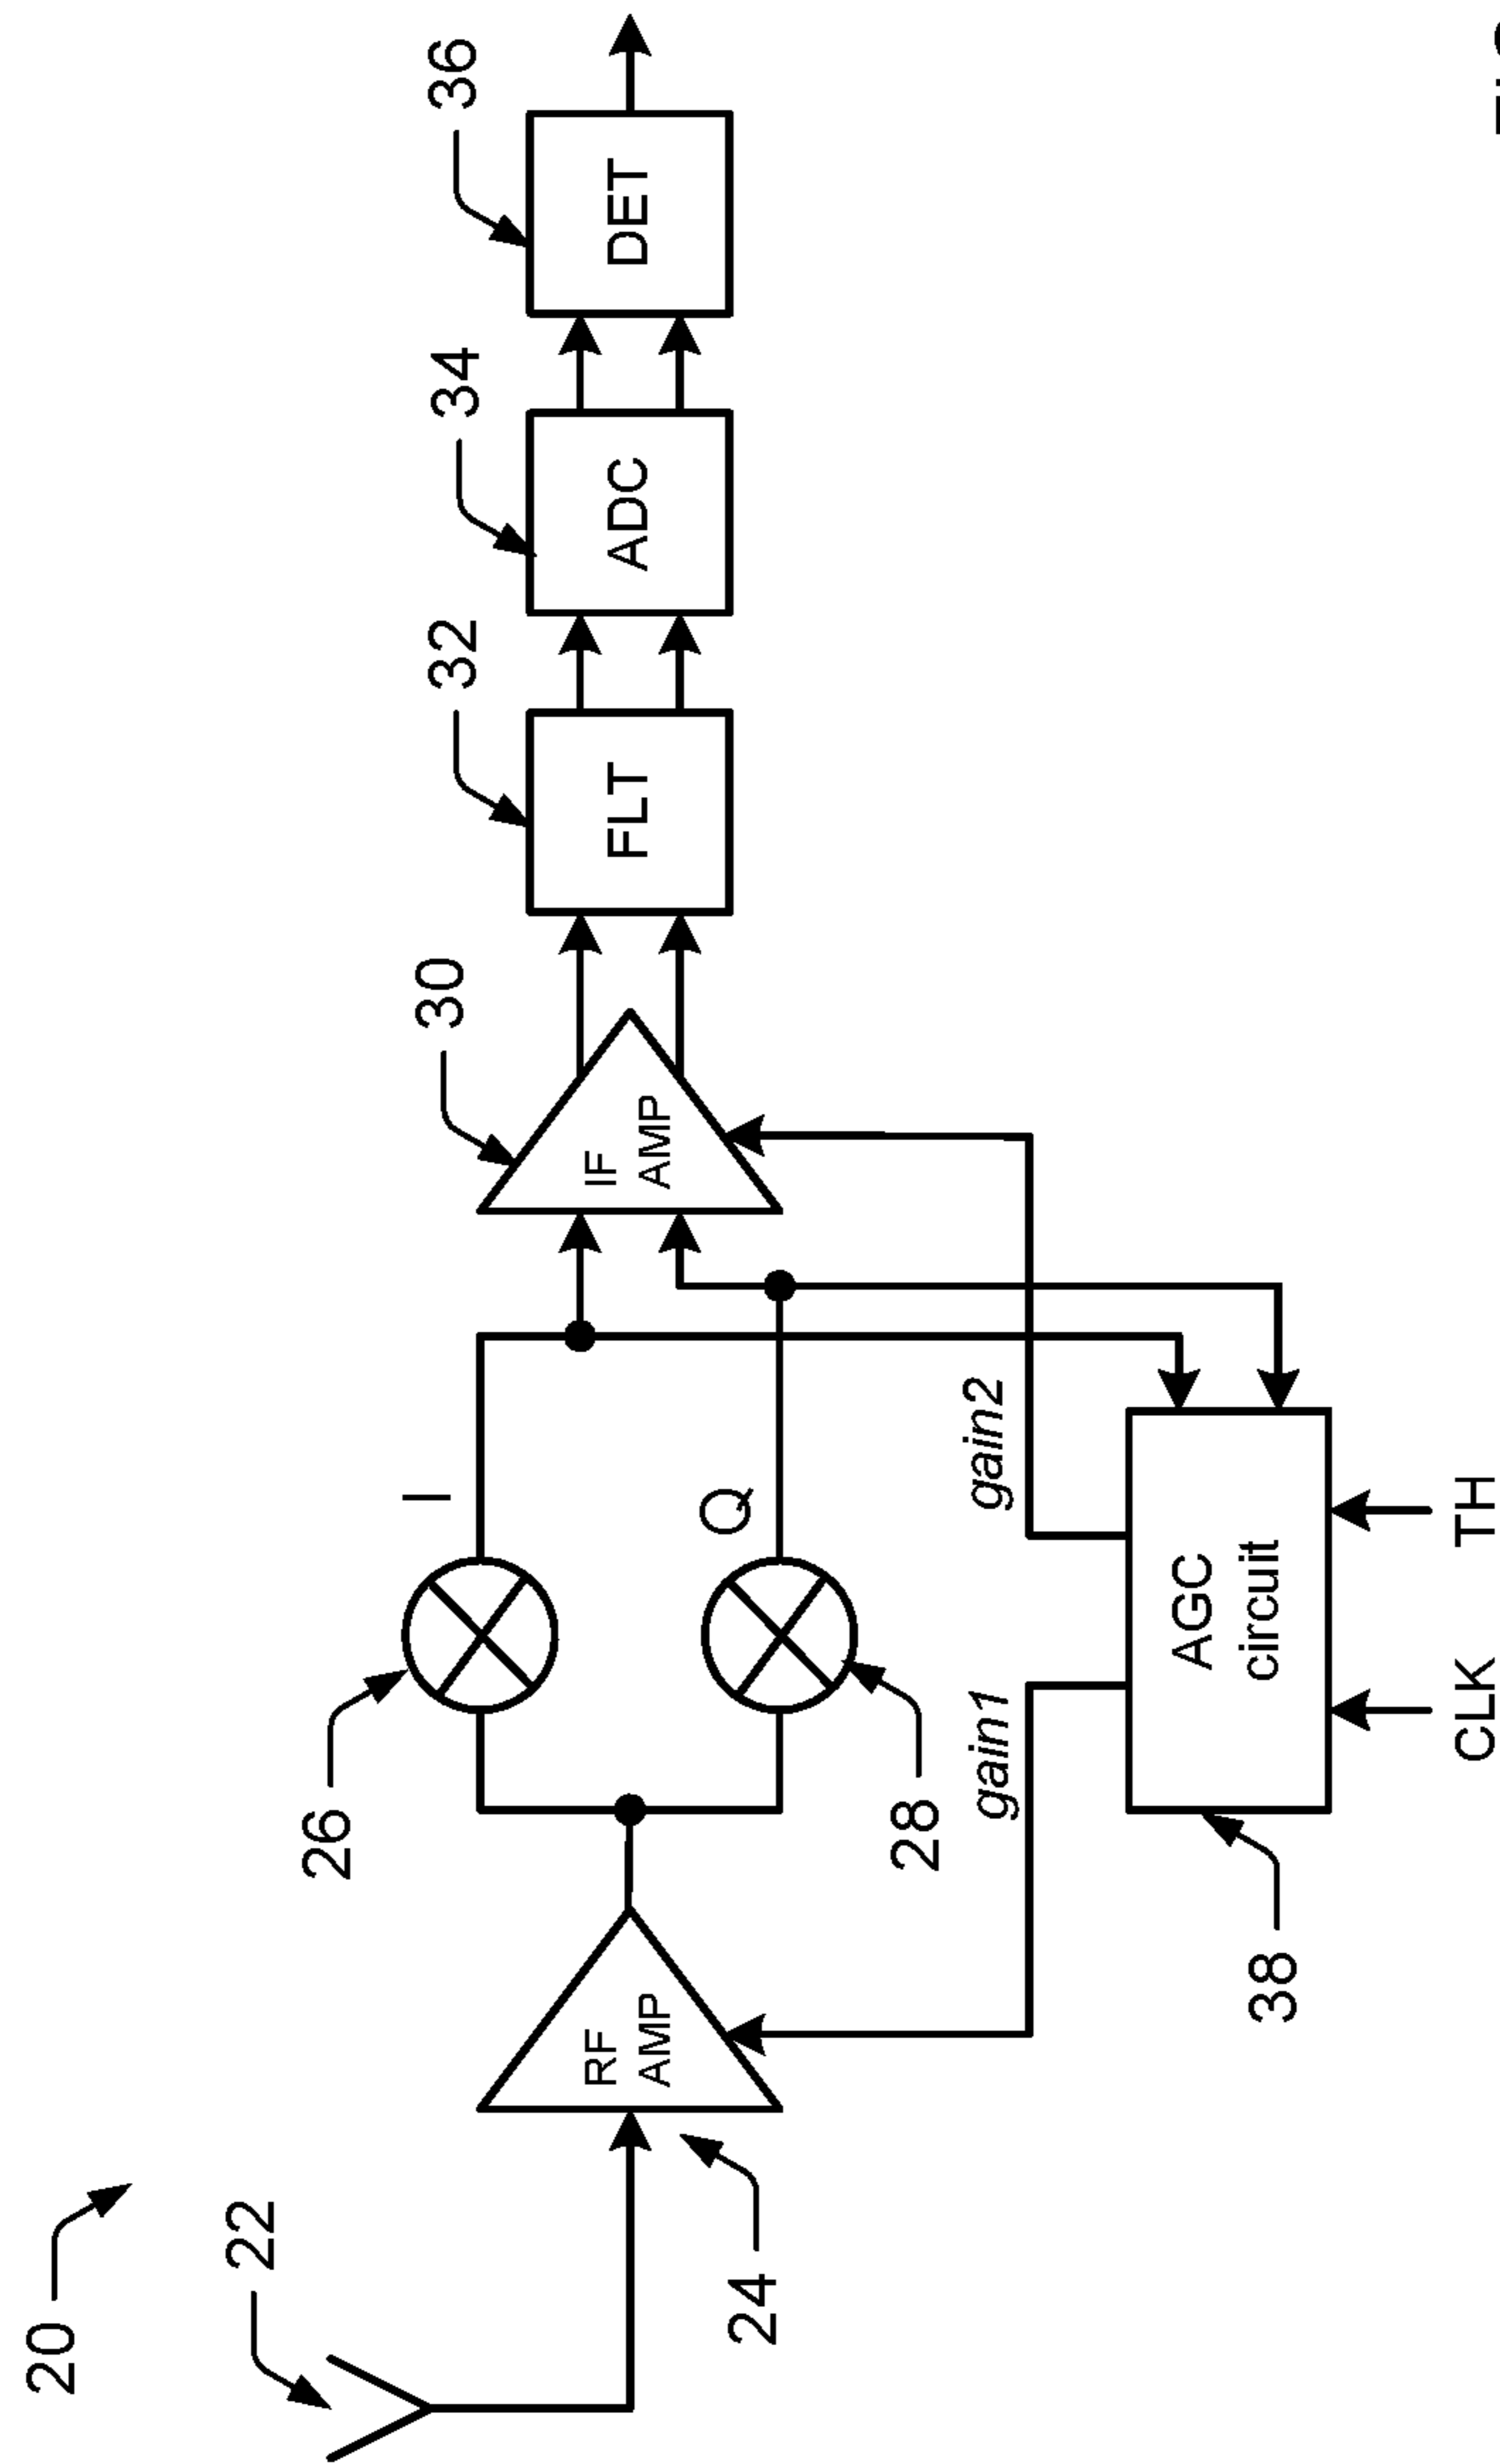 20
22
24
RF
AMP
26
I
28
Q
gain1
gain2
30
IF
AMP
32
FLT
34
ADC
36
DET
38
AGC
circuit
CLK
TH